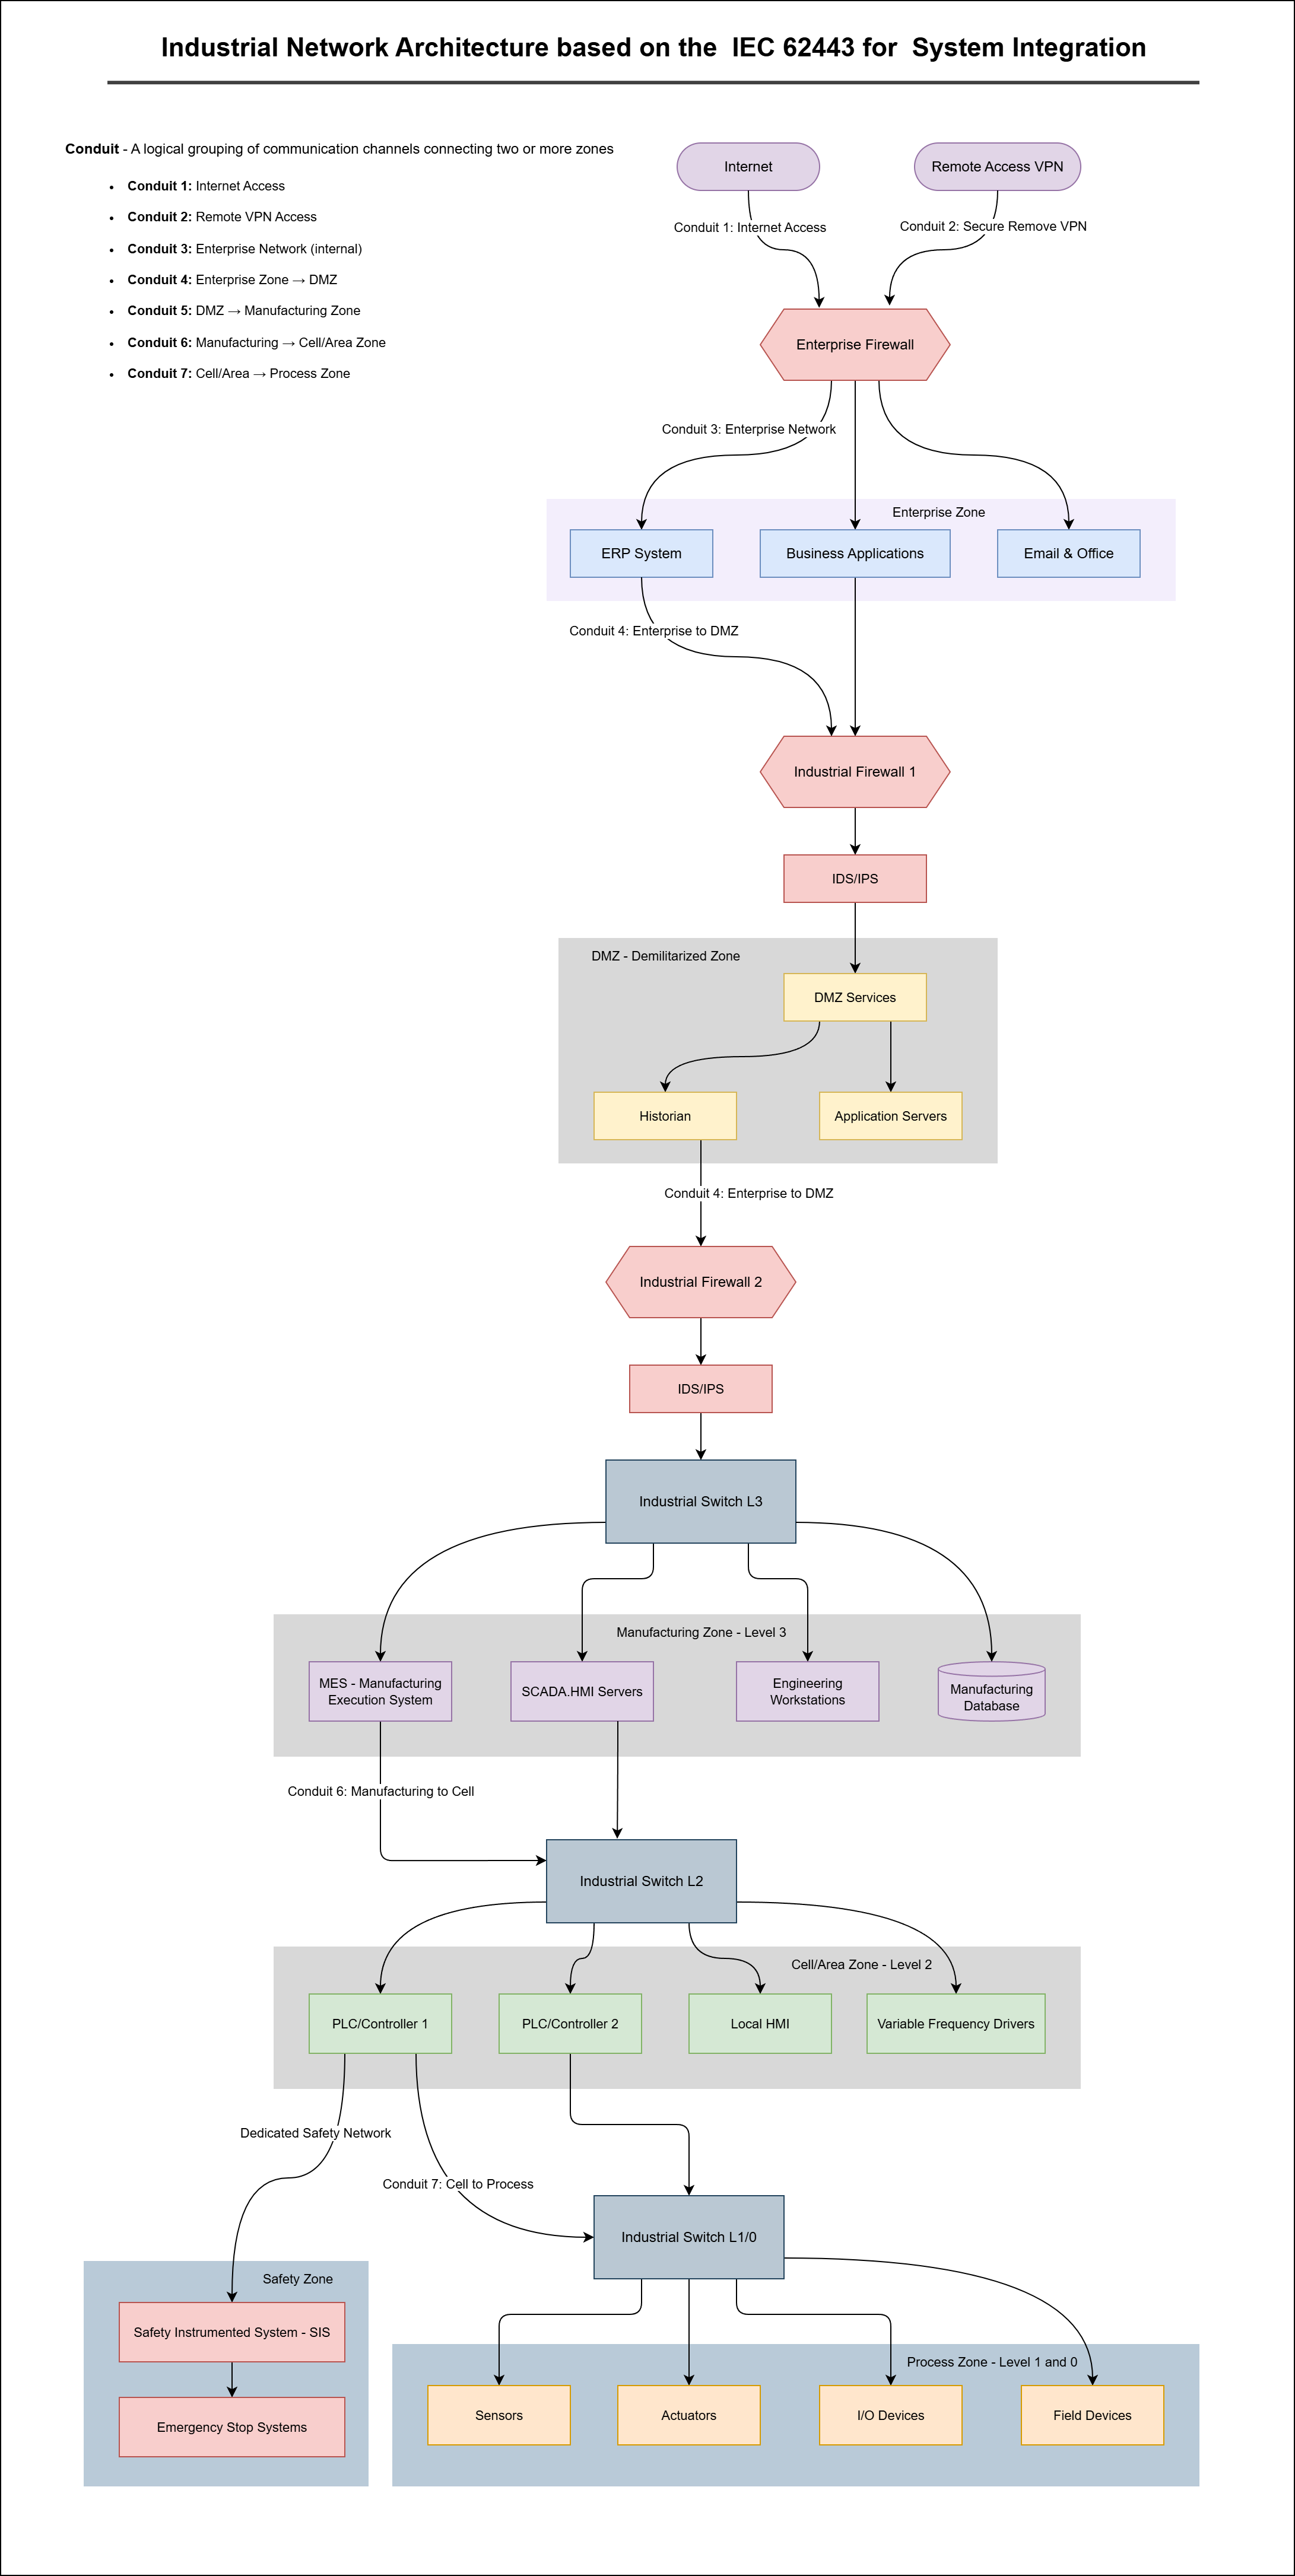 Industrial Network Architecture based on the  IEC 62443 for  System Integration
Conduit - A logical grouping of communication channels connecting two or more zones
• Conduit 1: Internet Access
• Conduit 2: Remote VPN Access
• Conduit 3: Enterprise Network (internal)
• Conduit 4: Enterprise Zone → DMZ
• Conduit 5: DMZ → Manufacturing Zone
• Conduit 6: Manufacturing → Cell/Area Zone
• Conduit 7: Cell/Area → Process Zone
Internet
Remote Access VPN
Conduit 1: Internet Access
Conduit 2: Secure Remove VPN
Enterprise Firewall
Conduit 3: Enterprise Network
Enterprise Zone
ERP System
Business Applications
Email & Office
Conduit 4: Enterprise to DMZ
Industrial Firewall 1
IDS/IPS
DMZ - Demilitarized Zone
DMZ Services
Historian
Application Servers
Conduit 4: Enterprise to DMZ
Industrial Firewall 2
IDS/IPS
Industrial Switch L3
Manufacturing Zone - Level 3
MES - Manufacturing
Execution System
SCADA.HMI Servers
Engineering
Workstations
Manufacturing
Database
Conduit 6: Manufacturing to Cell
Industrial Switch L2
Cell/Area Zone - Level 2
PLC/Controller 1
PLC/Controller 2
Local HMI
Variable Frequency Drivers
Dedicated Safety Network
Conduit 7: Cell to Process
Industrial Switch L1/0
Safety Zone
Safety Instrumented System - SIS
Emergency Stop Systems
Process Zone - Level 1 and 0
Sensors
Actuators
I/O Devices
Field Devices